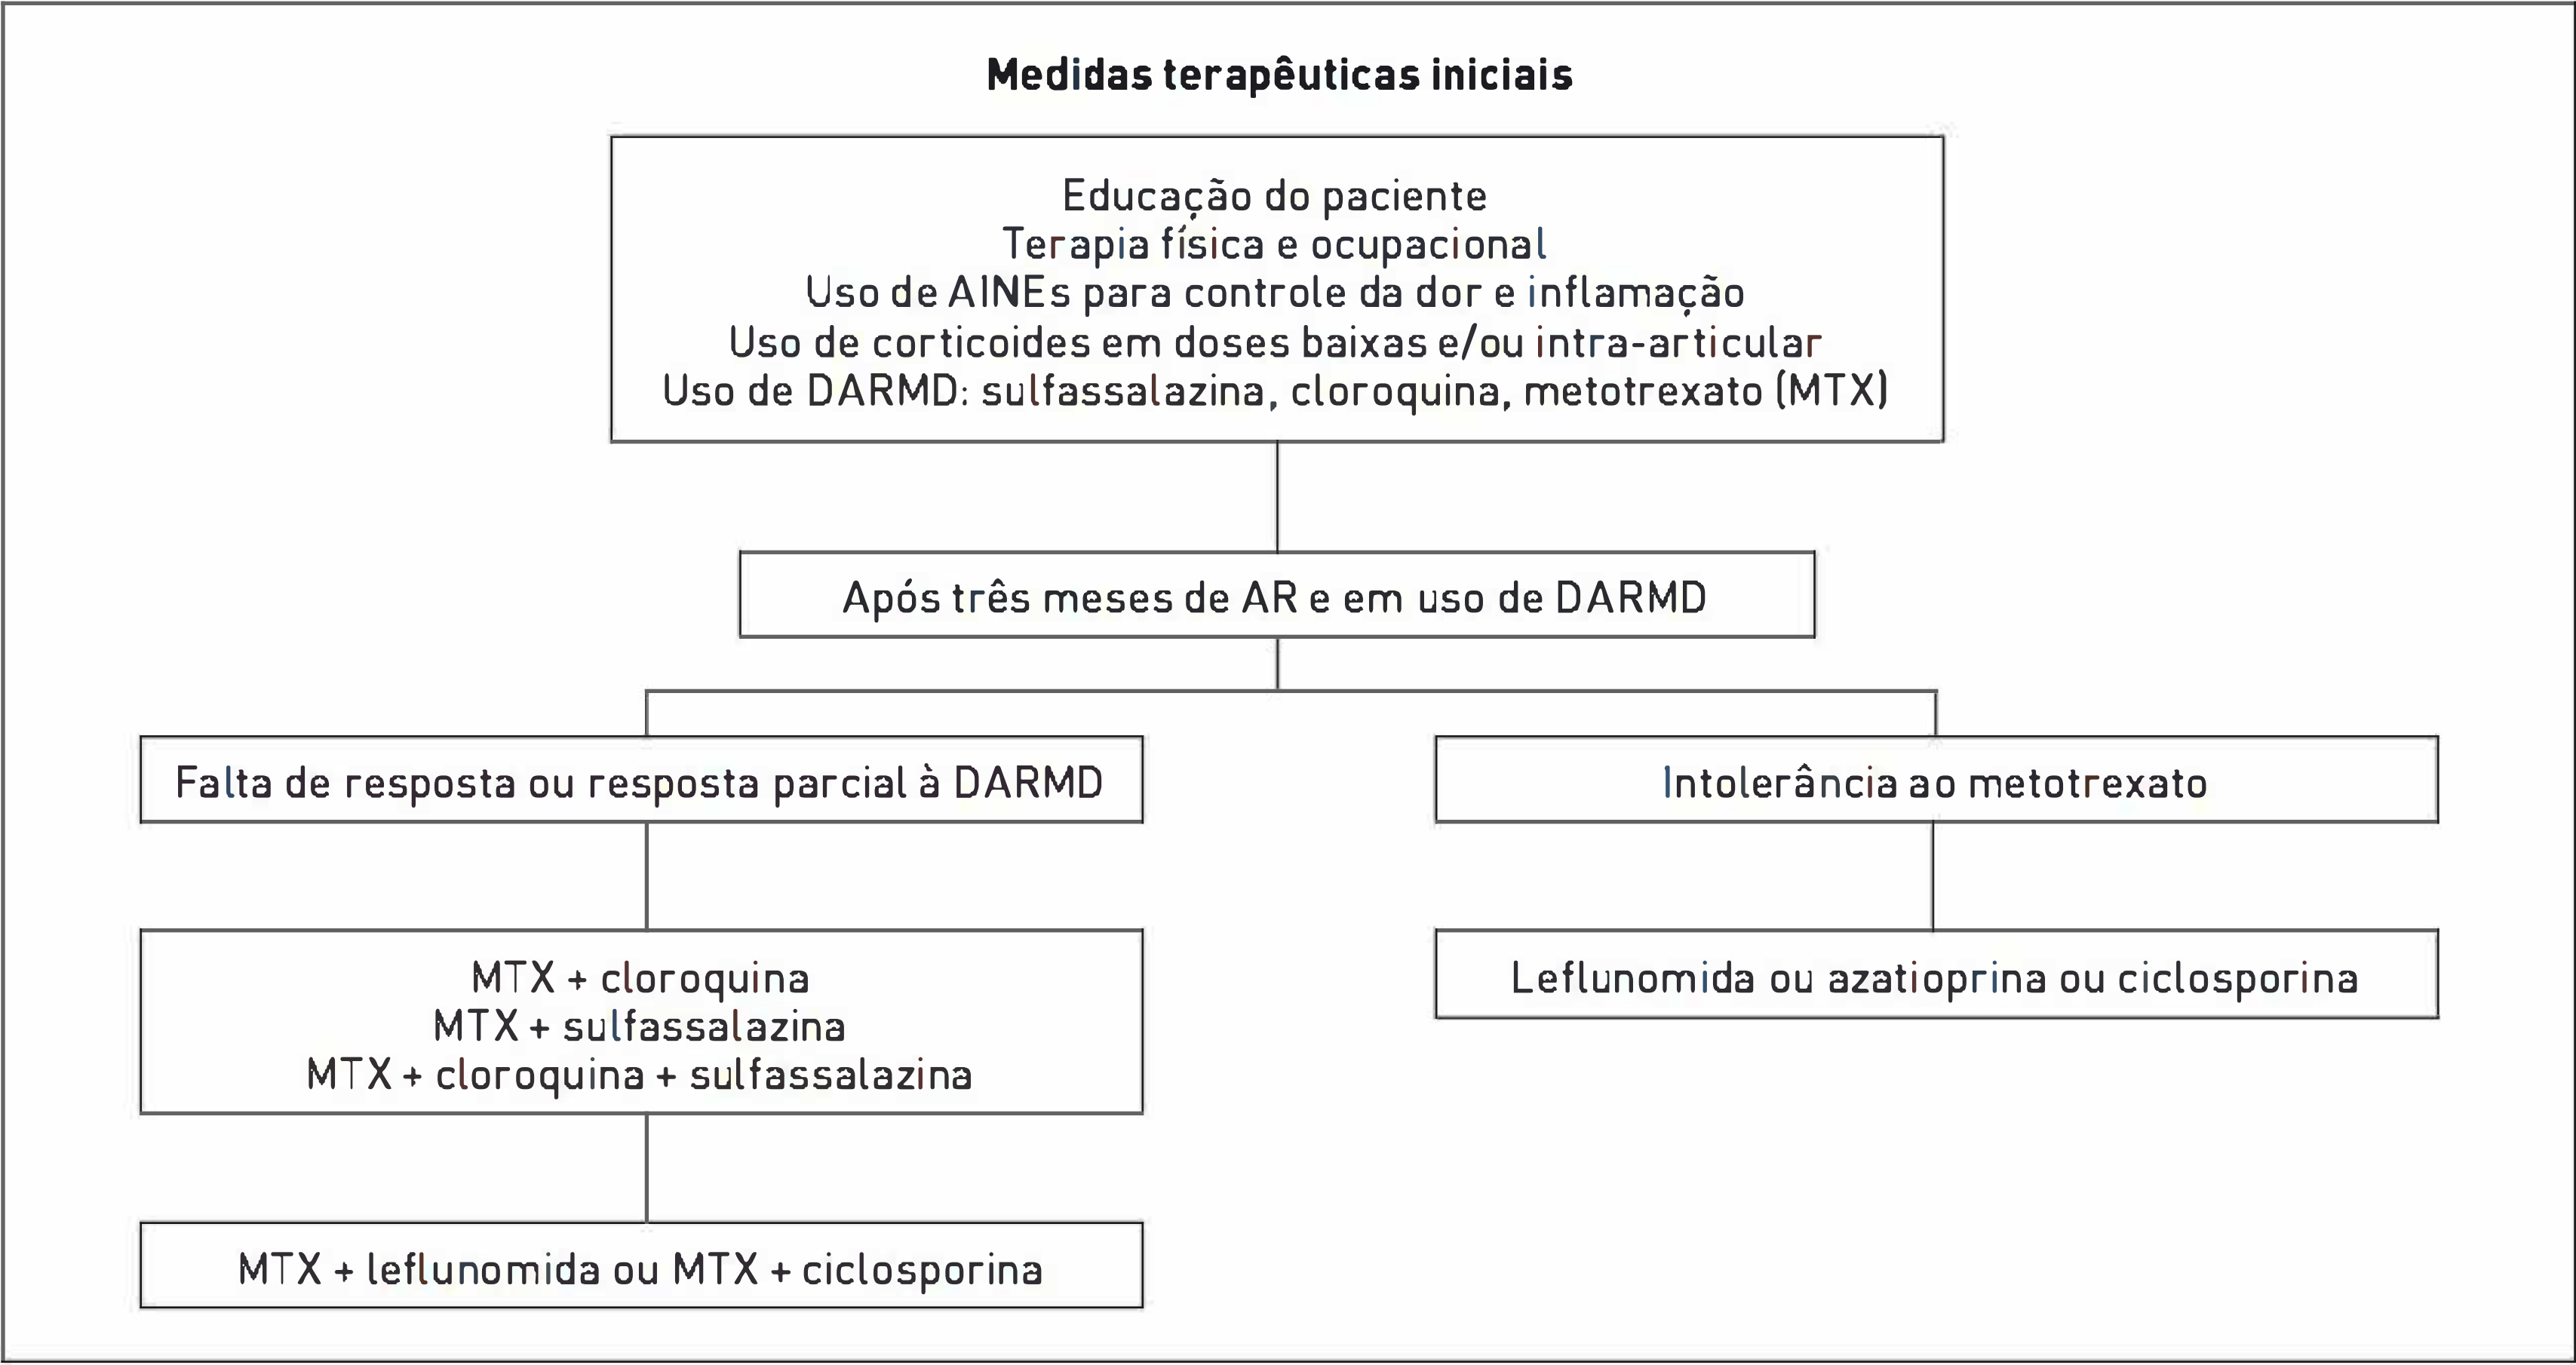 Medidas terapêuticas iniciais
Educação do paciente
Terapia física e ocupacional
Uso de AINEs para controle da dor e inflamação
Uso de corticoides em doses baixas e/ou intra-articular
Uso de DARMD: sulfassalazina, cloroquina, metotrexato (MTX)
Após três meses de AR e em uso de DARMD
Falta de resposta ou resposta parcial à DARMD
Intolerância ao metotrexato
MTX + cloroquina
MTX + sulfassalazina
MTX + cloroquina + sulfassalazina
Leflunomida ou azatioprina ou ciclosporina
MTX + leflunomida ou MTX + ciclosporina